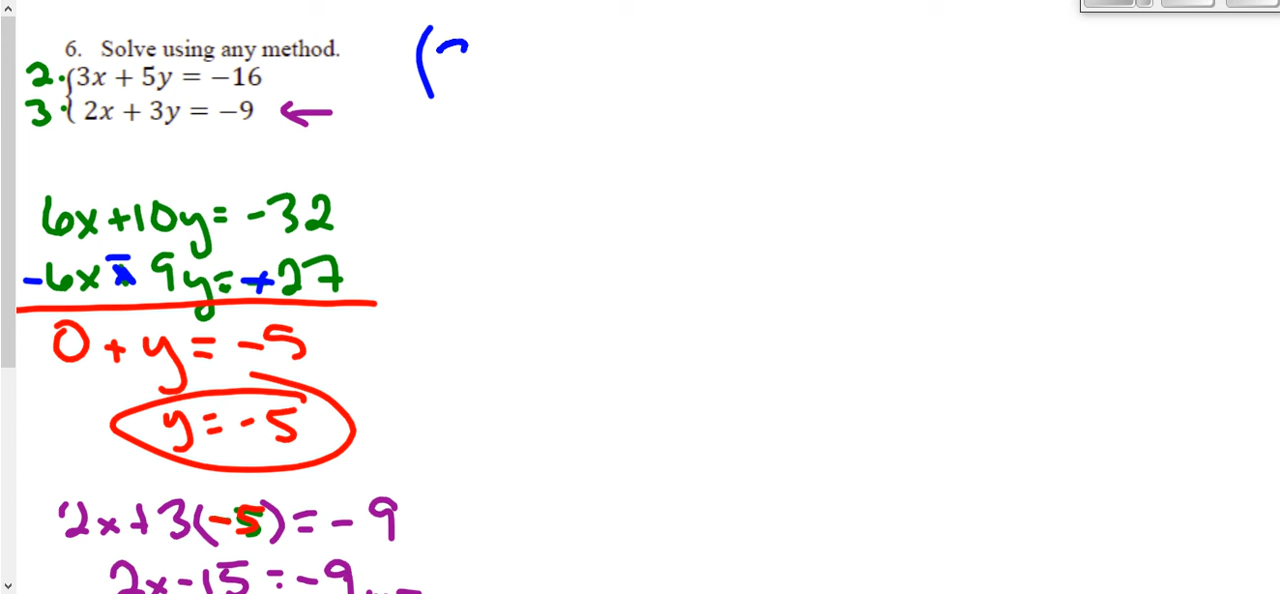 6. Solve using any method.
2· {3x + 5y = −16
3· { 2x + 3y = −9 ←
6x+10y = -32
-6x - 9y = +27
0 + y = -5
y = -5
2x+3(-5) = -9
2x-15 = -9